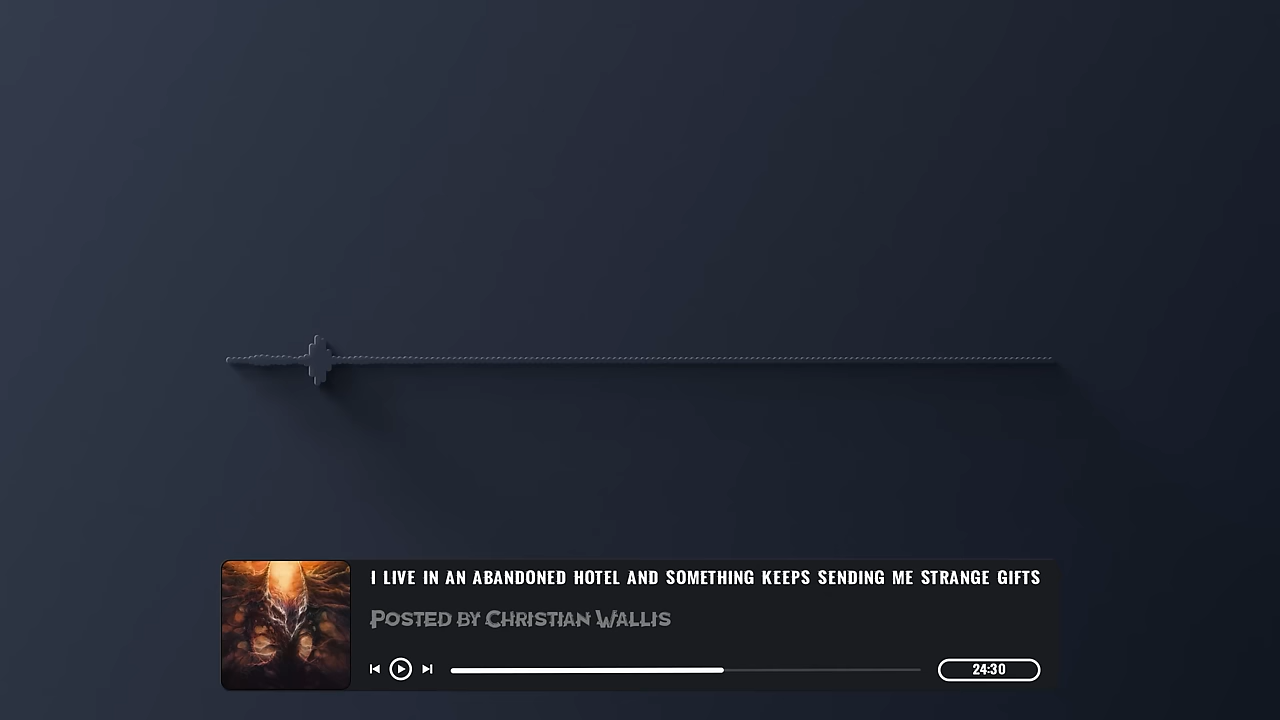 I LIVE IN AN ABANDONED HOTEL AND SOMETHING KEEPS SENDING ME STRANGE GIFTS
POSTED BY CHRISTIAN WALLIS
24:30